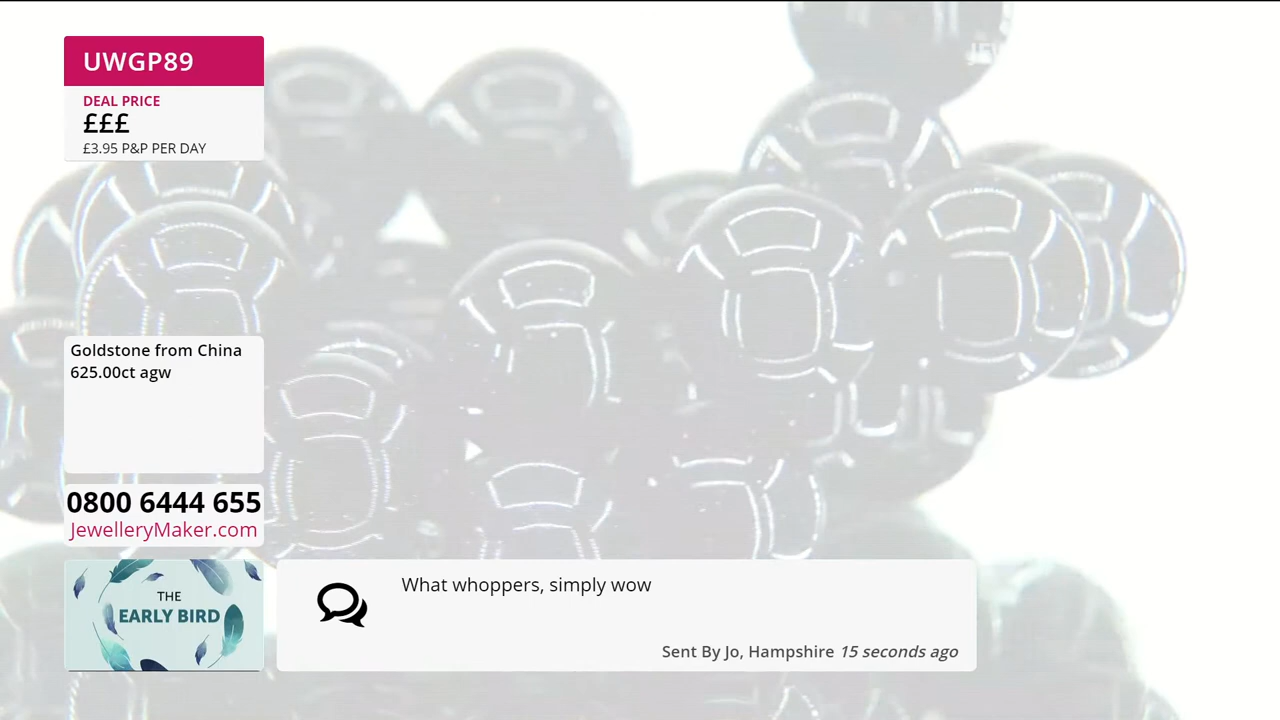 UWGP89
DEAL PRICE
£££
£3.95 P&P PER DAY
Goldstone from China
625.00ct agw
0800 6444 655
JewelleryMaker.com
THE
EARLY BIRD
What whoppers, simply wow
Sent By Jo, Hampshire 15 seconds ago